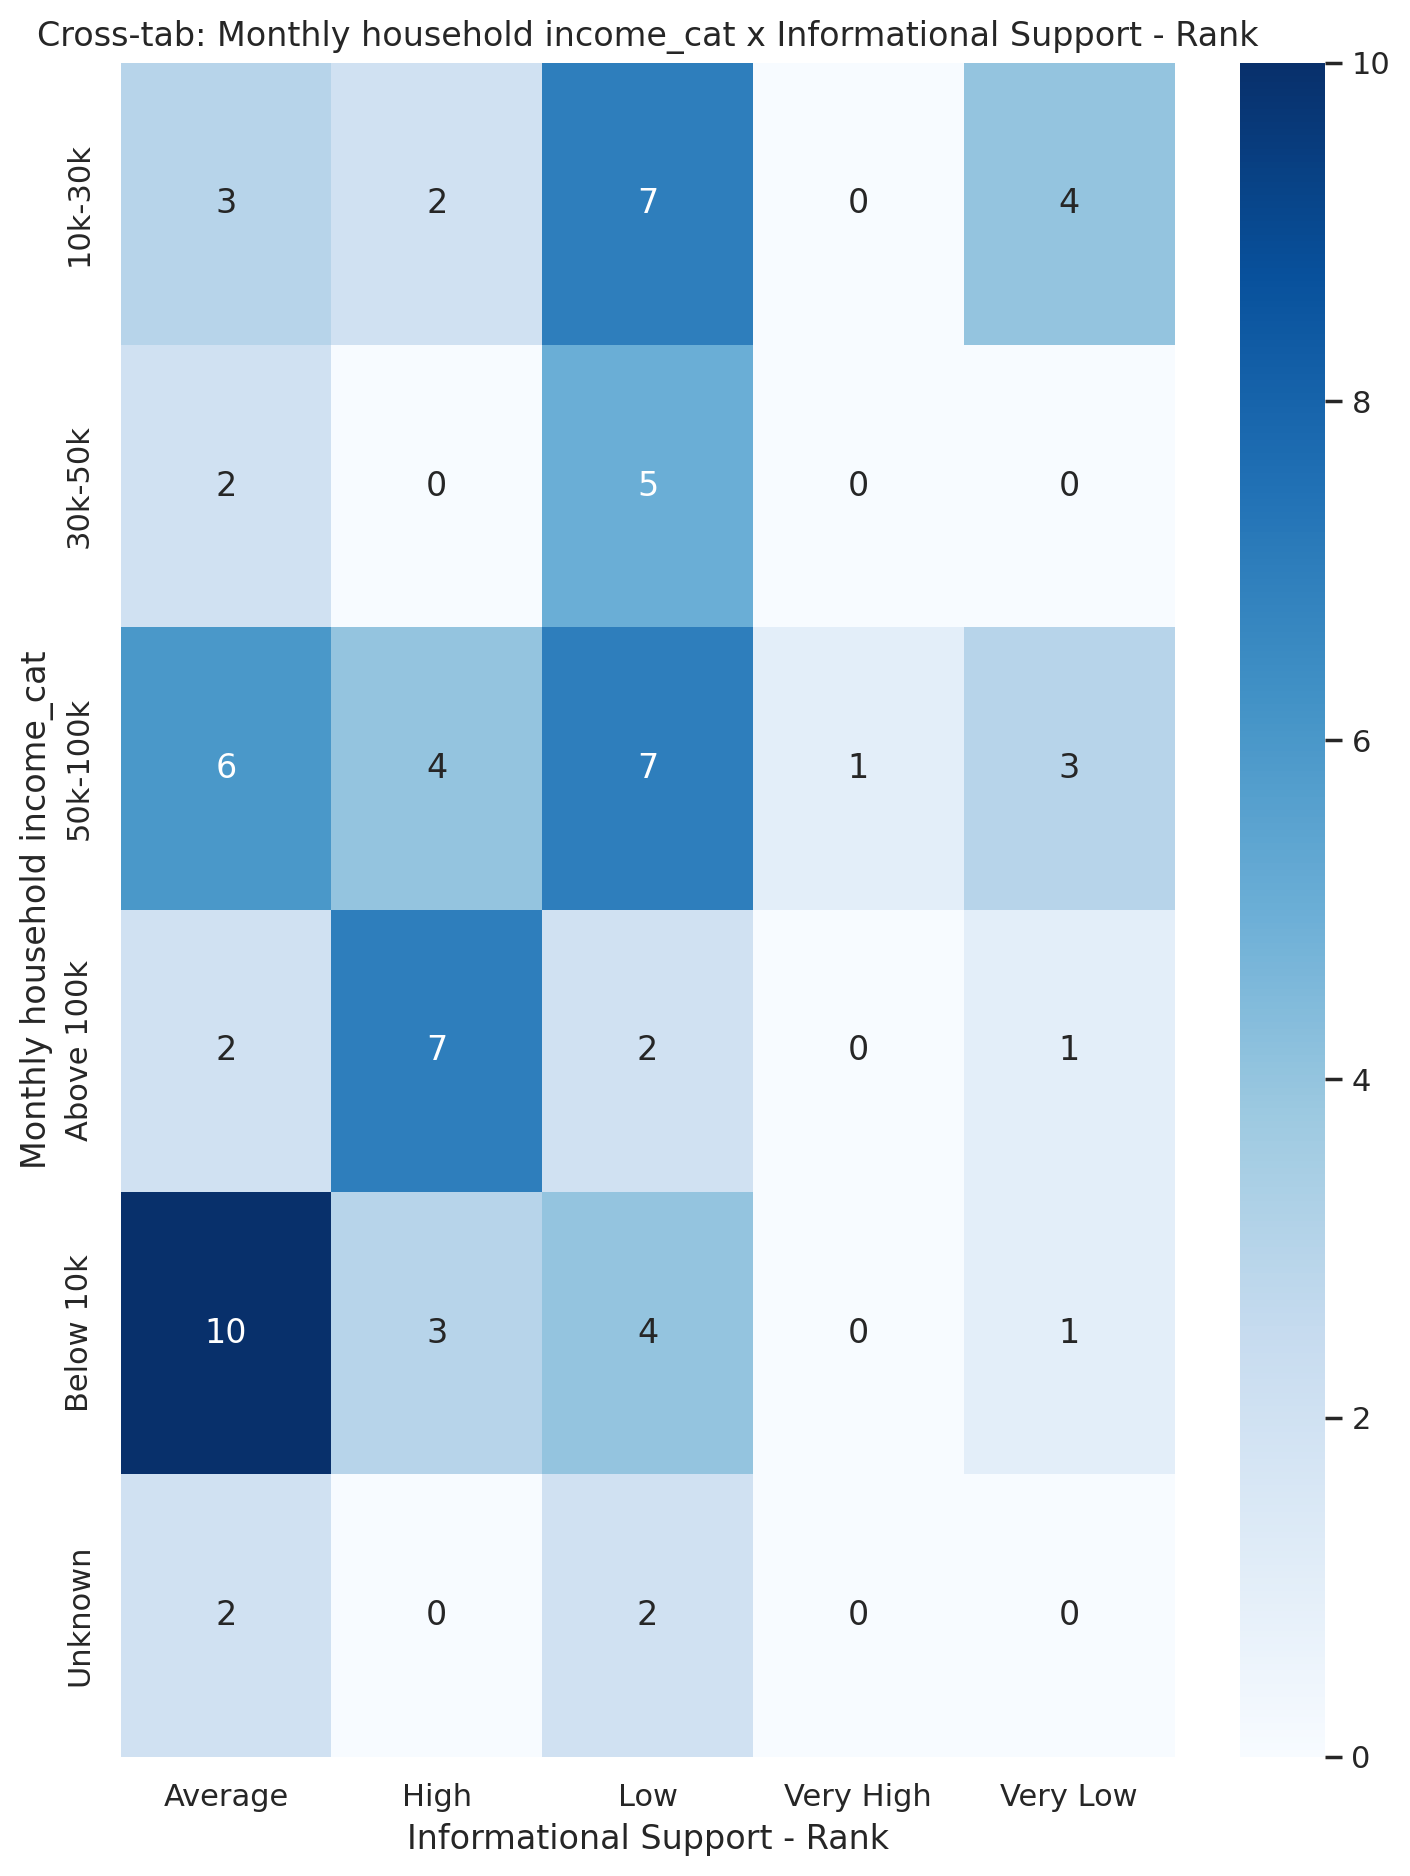 Cross-tab: Monthly household income_cat x Informational Support - Rank
10
8
6
4
2
0
Monthly household income_cat
10k-30k
3 2 7 0 4
30k-50k
2 0 5 0 0
50k-100k
6 4 7 1 3
Above 100k
2 7 2 0 1
Below 10k
10 3 4 0 1
Unknown
2 0 2 0 0
Average High Low Very High Very Low
Informational Support - Rank